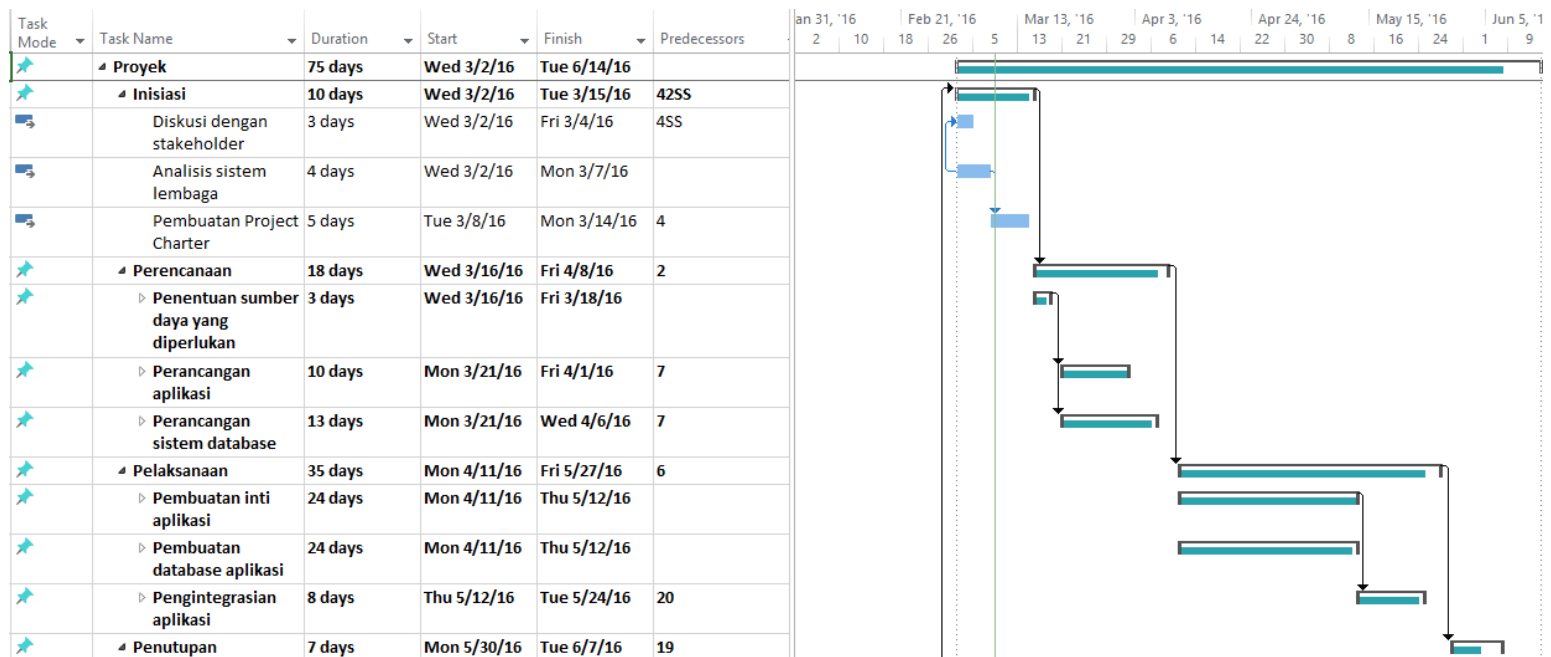 Task Mode Task Name Duration Start Finish Predecessors
an 31, '16 Feb 21, '16 Mar 13, '16 Apr 3, '16 Apr 24, '16 May 15, '16 Jun 5, '1
2 10 18 26 5 13 21 29 6 14 22 30 8 16 24 1 9
Proyek 75 days Wed 3/2/16 Tue 6/14/16
Inisiasi 10 days Wed 3/2/16 Tue 3/15/16 42SS
Diskusi dengan 3 days Wed 3/2/16 Fri 3/4/16 4SS
stakeholder
Analisis sistem 4 days Wed 3/2/16 Mon 3/7/16
lembaga
Pembuatan Project 5 days Tue 3/8/16 Mon 3/14/16 4
Charter
Perencanaan 18 days Wed 3/16/16 Fri 4/8/16 2
Penentuan sumber 3 days Wed 3/16/16 Fri 3/18/16
daya yang
diperlukan
Perancangan 10 days Mon 3/21/16 Fri 4/1/16 7
aplikasi
Perancangan 13 days Mon 3/21/16 Wed 4/6/16 7
sistem database
Pelaksanaan 35 days Mon 4/11/16 Fri 5/27/16 6
Pembuatan inti 24 days Mon 4/11/16 Thu 5/12/16
aplikasi
Pembuatan 24 days Mon 4/11/16 Thu 5/12/16
database aplikasi
Pengintegrasian 8 days Thu 5/12/16 Tue 5/24/16 20
aplikasi
Penutupan 7 days Mon 5/30/16 Tue 6/7/16 19